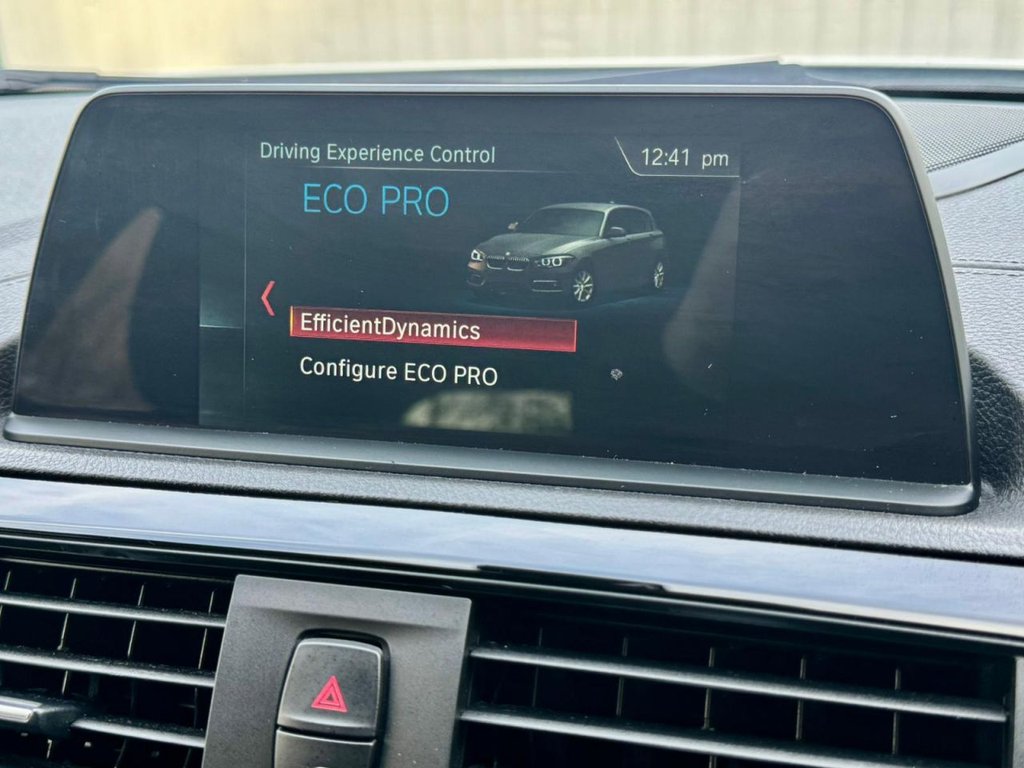 Driving Experience Control
12:41 pm
ECO PRO
EfficientDynamics
Configure ECO PRO